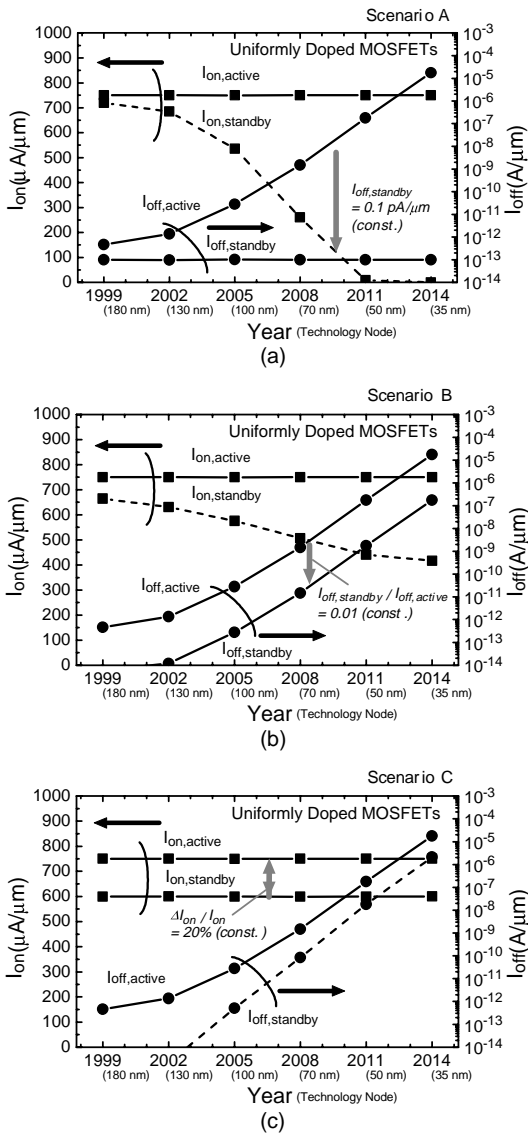 Scenario A
Uniformly Doped MOSFETs
I_on,active
I_on,standby
I_off,active
I_off,standby
I_off,standby
= 0.1 pA/μm
(const.)
I_on(μA/μm)
1000
900
800
700
600
500
400
300
200
100
0
I_off(A/μm)
10^-3
10^-4
10^-5
10^-6
10^-7
10^-8
10^-9
10^-10
10^-11
10^-12
10^-13
10^-14
1999 2002 2005 2008 2011 2014
(180 nm) (130 nm) (100 nm) (70 nm) (50 nm) (35 nm)
Year (Technology Node)
(a)
Scenario B
Uniformly Doped MOSFETs
I_on,active
I_on,standby
I_off,active
I_off,standby
I_off,standby / I_off,active
= 0.01 (const.)
I_on(μA/μm)
1000
900
800
700
600
500
400
300
200
100
0
I_off(A/μm)
10^-3
10^-4
10^-5
10^-6
10^-7
10^-8
10^-9
10^-10
10^-11
10^-12
10^-13
10^-14
1999 2002 2005 2008 2011 2014
(180 nm) (130 nm) (100 nm) (70 nm) (50 nm) (35 nm)
Year (Technology Node)
(b)
Scenario C
Uniformly Doped MOSFETs
I_on,active
I_on,standby
ΔI_on / I_on
= 20% (const.)
I_off,active
I_off,standby
I_on(μA/μm)
1000
900
800
700
600
500
400
300
200
100
0
I_off(A/μm)
10^-3
10^-4
10^-5
10^-6
10^-7
10^-8
10^-9
10^-10
10^-11
10^-12
10^-13
10^-14
1999 2002 2005 2008 2011 2014
(180 nm) (130 nm) (100 nm) (70 nm) (50 nm) (35 nm)
Year (Technology Node)
(c)